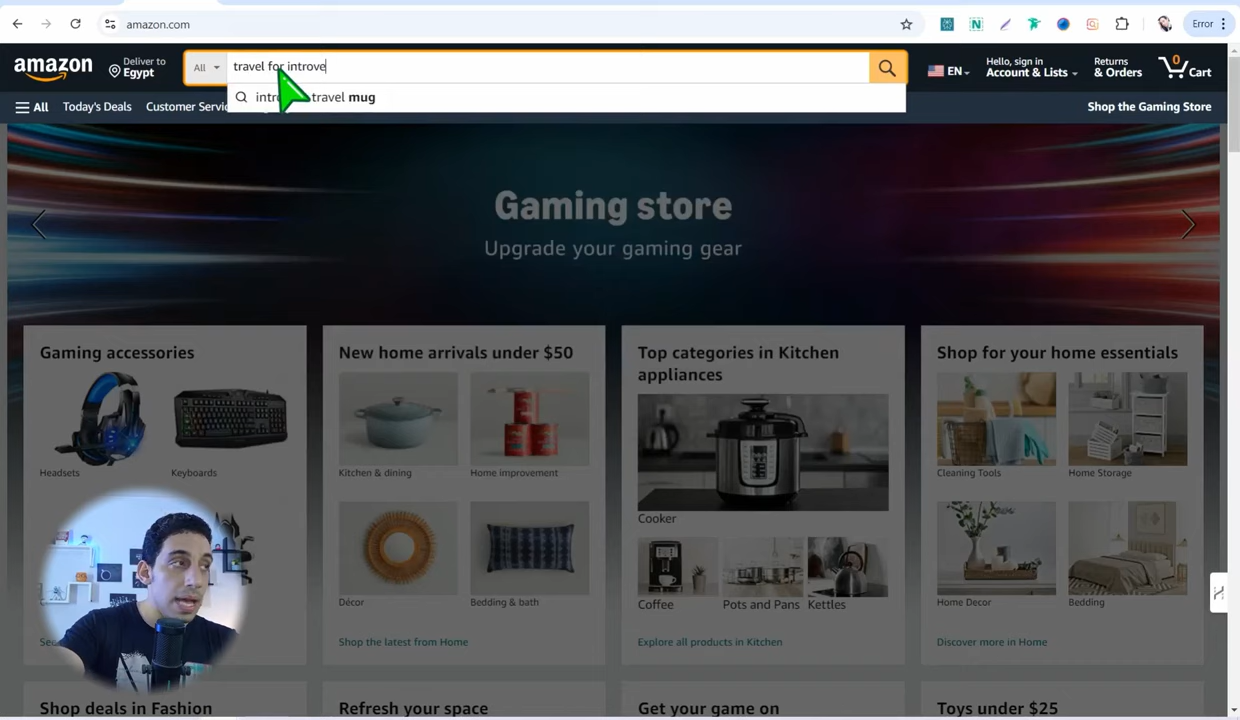 amazon.com
Error
amazon
Deliver to
Egypt
All
travel for introve
EN
Hello, sign in
Account & Lists
Returns
& Orders
0
Cart
travel mug
All
Today's Deals
Shop the Gaming Store
Gaming store
Upgrade your gaming gear
Gaming accessories
Headsets
Keyboards
New home arrivals under $50
Kitchen & dining
Home improvement
Décor
Bedding & bath
Shop the latest from Home
Top categories in Kitchen
appliances
Cooker
Coffee
Pots and Pans
Kettles
Explore all products in Kitchen
Shop for your home essentials
Cleaning Tools
Home Storage
Home Decor
Bedding
Discover more in Home
Shop deals in Fashion
Refresh your space
Get your game on
Toys under $25